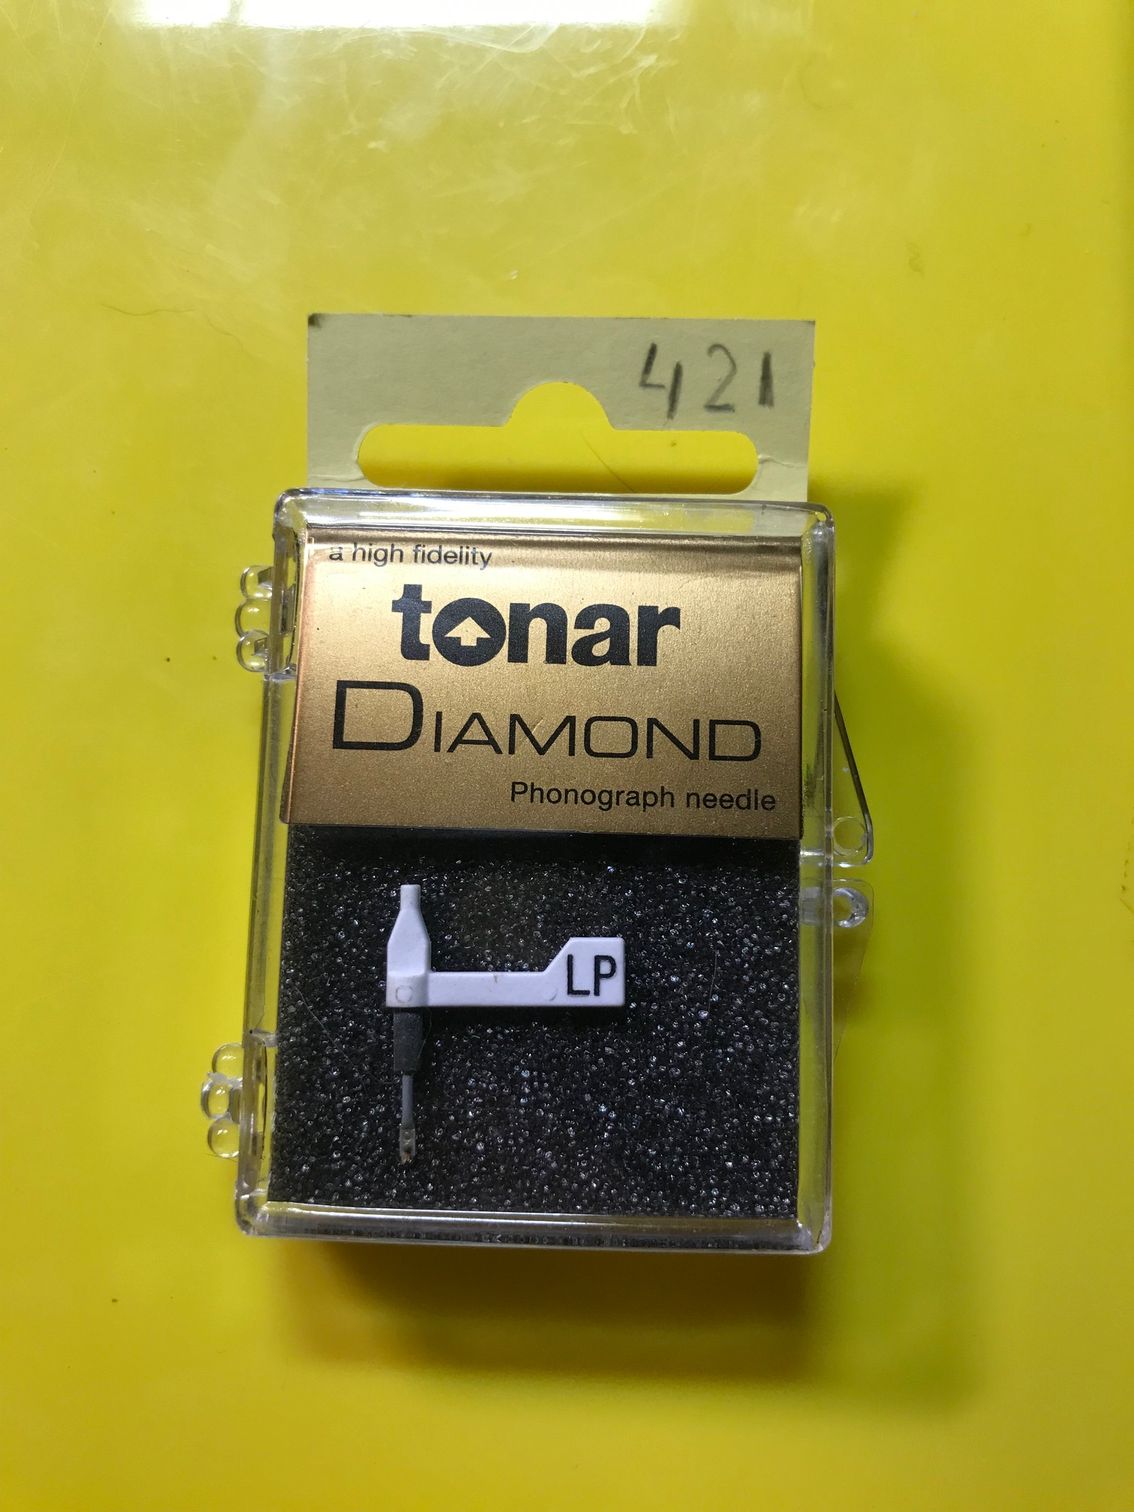 421
a high fidelity
tonar
DIAMOND
Phonograph needle
LP